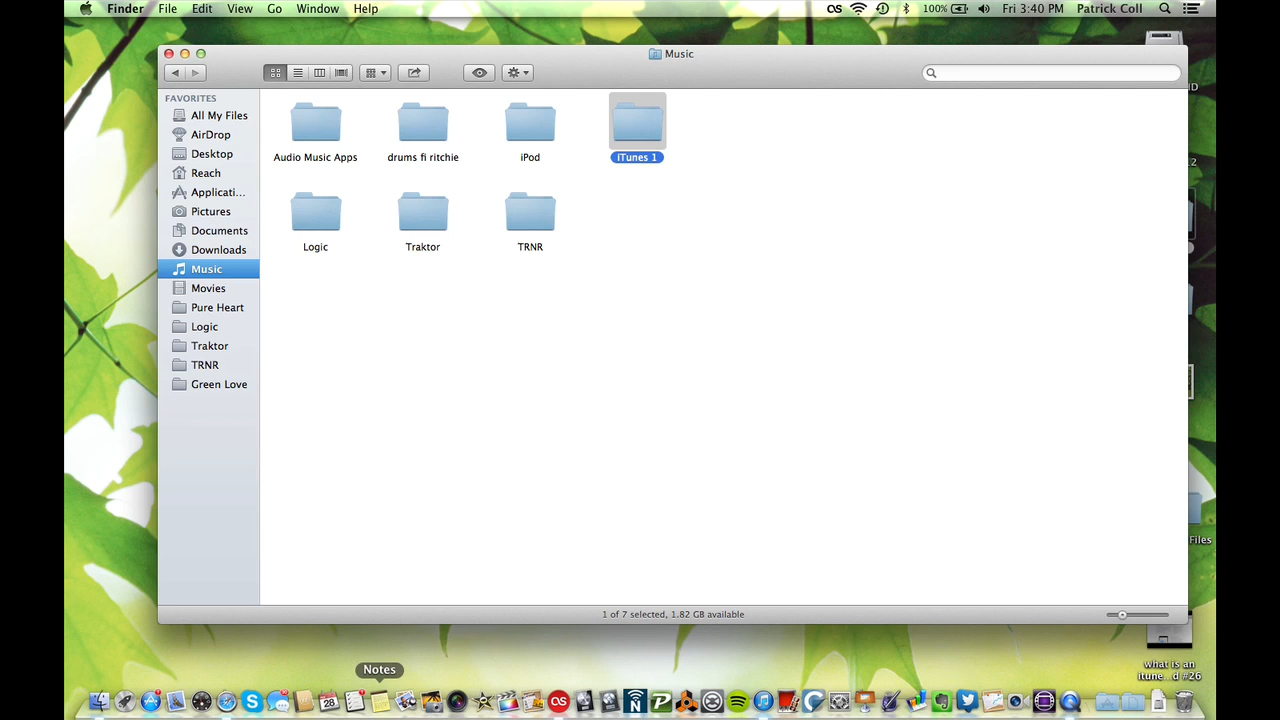 Finder File Edit View Go Window Help 100% Fri 3:40 PM Patrick Coll
Music
FAVORITES
All My Files
AirDrop
Desktop
Reach
Applicati...
Pictures
Documents
Downloads
Music
Movies
Pure Heart
Logic
Traktor
TRNR
Green Love
Audio Music Apps drums fi ritchie iPod iTunes 1
Logic Traktor TRNR
1 of 7 selected, 1.82 GB available
Files
what is an
itune...d #26
Notes
28